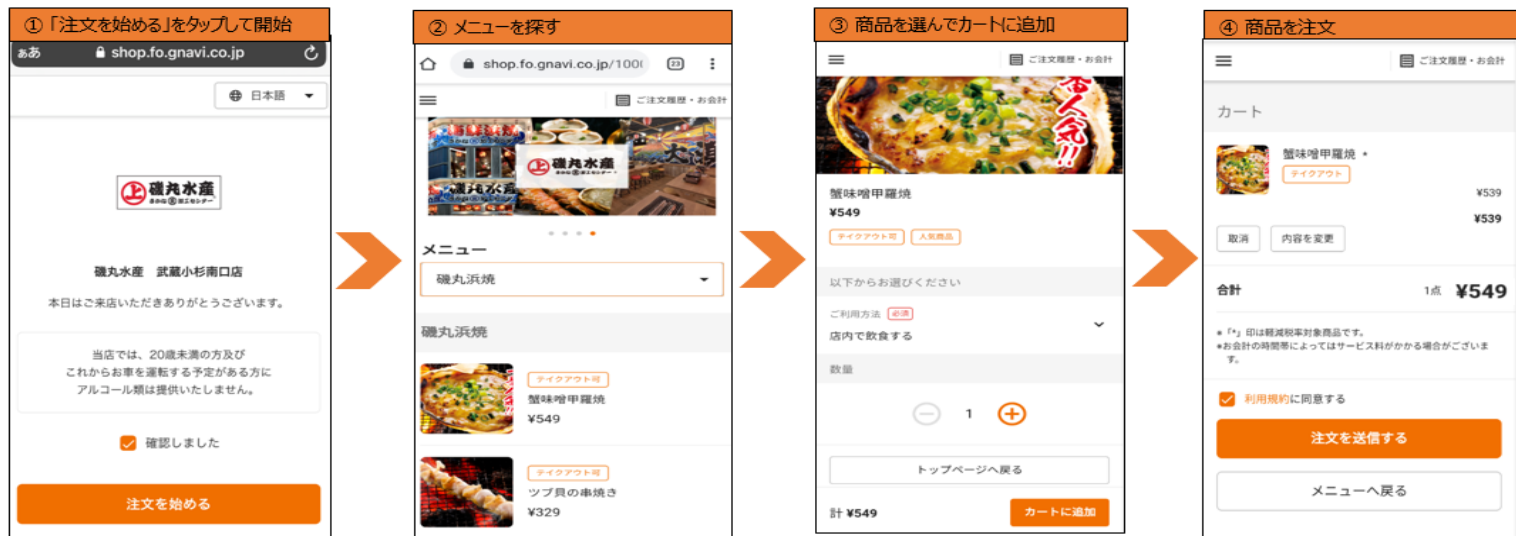 ① 「注文を始める」をタップして開始
ぁあ
shop.fo.gnavi.co.jp
日本語
磯丸水産
磯丸水産 武蔵小杉南口店
本日はご来店いただきありがとうございます。
当店では、20歳未満の方及び
これからお車を運転する予定がある方に
アルコール類は提供いたしません。
確認しました
注文を始める
② メニューを探す
shop.fo.gnavi.co.jp/100
23
ご注文履歴・お会計
磯丸水産
メニュー
磯丸浜焼
磯丸浜焼
テイクアウト可
蟹味噌甲羅焼
¥549
テイクアウト可
ツブ貝の串焼き
¥329
③ 商品を選んでカートに追加
ご注文履歴・お会計
番人気!!
蟹味噌甲羅焼
¥549
テイクアウト可 人気商品
以下からお選びください
ご利用方法 必須
店内で飲食する
数量
1
トップページへ戻る
計 ¥549
カートに追加
④ 商品を注文
ご注文履歴・お会計
カート
蟹味噌甲羅焼 *
テイクアウト
¥539
¥539
取消
内容を変更
合計
1点 ¥549
*「*」印は軽減税率対象商品です。
*お会計の時間帯によってはサービス料がかかる場合がございま
す。
利用規約に同意する
注文を送信する
メニューへ戻る